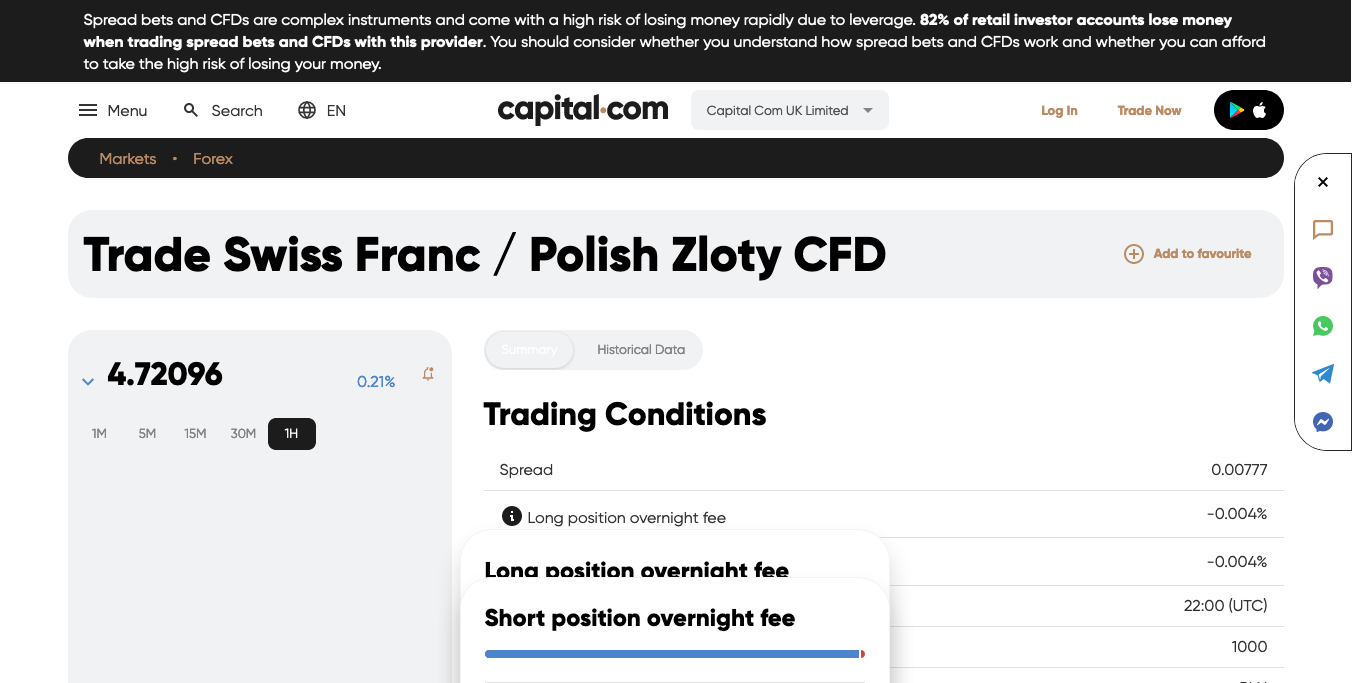 Spread bets and CFDs are complex instruments and come with a high risk of losing money rapidly due to leverage. 82% of retail investor accounts lose money
when trading spread bets and CFDs with this provider. You should consider whether you understand how spread bets and CFDs work and whether you can afford
to take the high risk of losing your money.
Menu Search EN capital.com Capital Com UK Limited Log In Trade Now
Markets • Forex
Trade Swiss Franc / Polish Zloty CFD Add to favourite
4.72096 0.21%
1M 5M 15M 30M 1H
Summary Historical Data
Trading Conditions
Spread 0.00777
Long position overnight fee -0.004%
Long position overnight fee -0.004%
Short position overnight fee 22:00 (UTC)
1000